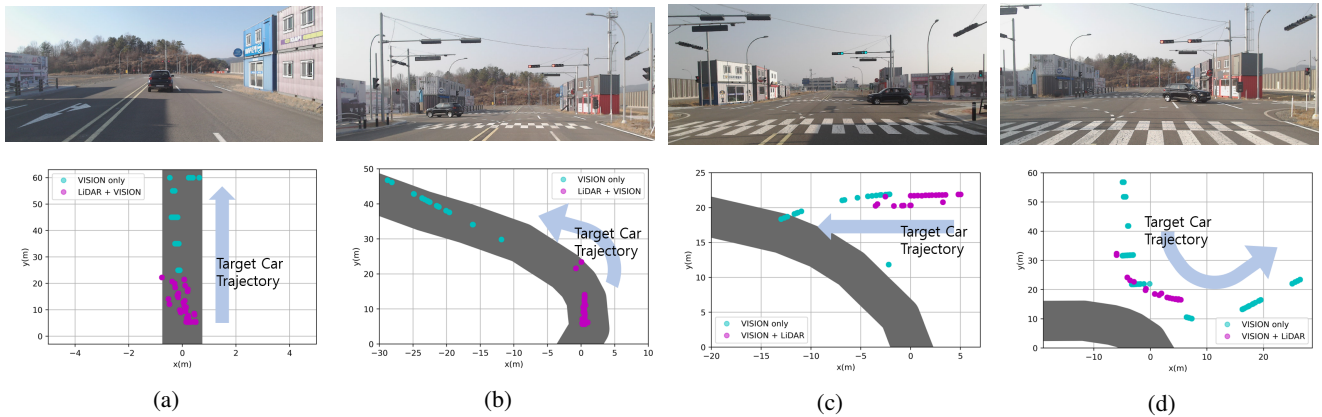 VISION only
LiDAR + VISION
Target Car
Trajectory
y(m)
60
50
40
30
20
10
0
−4
−2
0
2
4
x(m)
(a)
VISION only
LiDAR + VISION
Target Car
Trajectory
y(m)
50
40
30
20
10
0
−30
−25
−20
−15
−10
−5
0
5
10
x(m)
(b)
Target Car
Trajectory
VISION only
VISION + LiDAR
y(m)
25
20
15
10
5
0
−20
−15
−10
−5
0
5
x(m)
(c)
Target Car
Trajectory
VISION only
VISION + LiDAR
y(m)
60
50
40
30
20
10
0
−10
0
10
20
x(m)
(d)